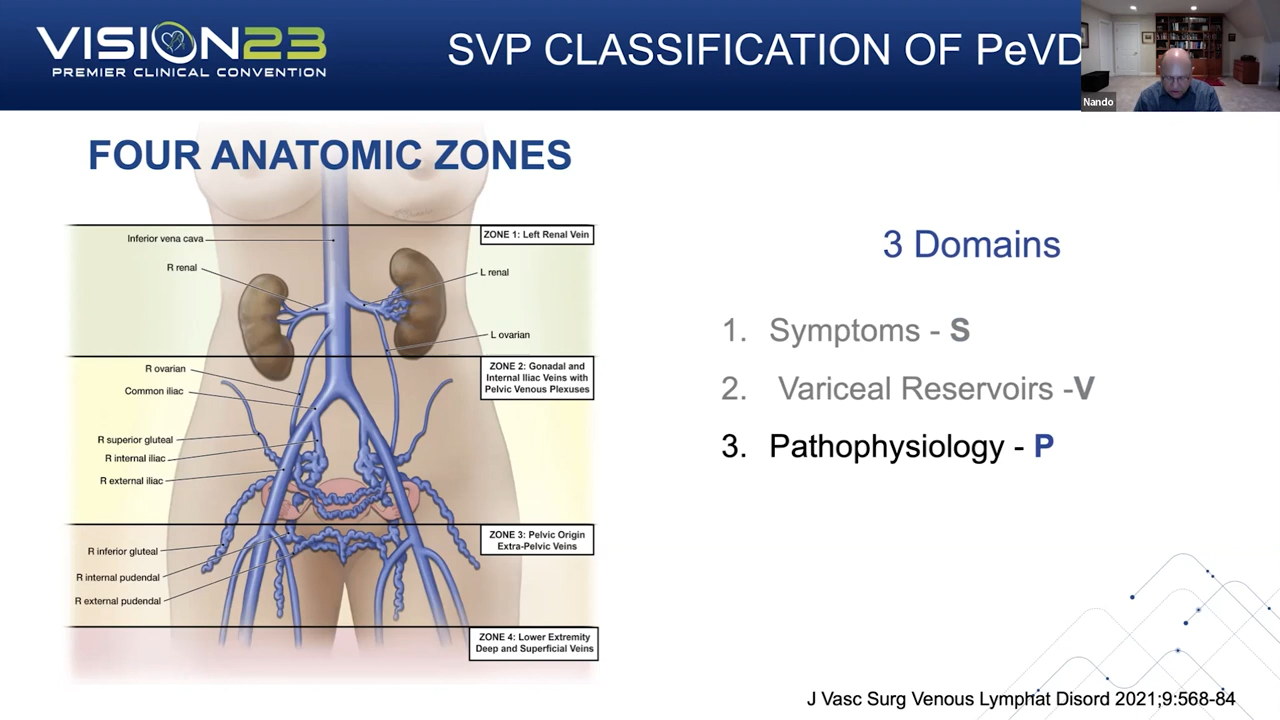 VISION23
PREMIER CLINICAL CONVENTION
SVP CLASSIFICATION OF PeVD
Nando
FOUR ANATOMIC ZONES
ZONE 1: Left Renal Vein
Inferior vena cava
R renal
L renal
L ovarian
ZONE 2: Gonadal and
Internal Iliac Veins with
Pelvic Venous Plexuses
R ovarian
Common iliac
R superior gluteal
R internal iliac
R external iliac
ZONE 3: Pelvic Origin
Extra-Pelvic Veins
R inferior gluteal
R internal pudendal
R external pudendal
ZONE 4: Lower Extremity
Deep and Superficial Veins
3 Domains
1. Symptoms - S
2. Variceal Reservoirs -V
3. Pathophysiology - P
J Vasc Surg Venous Lymphat Disord 2021;9:568-84